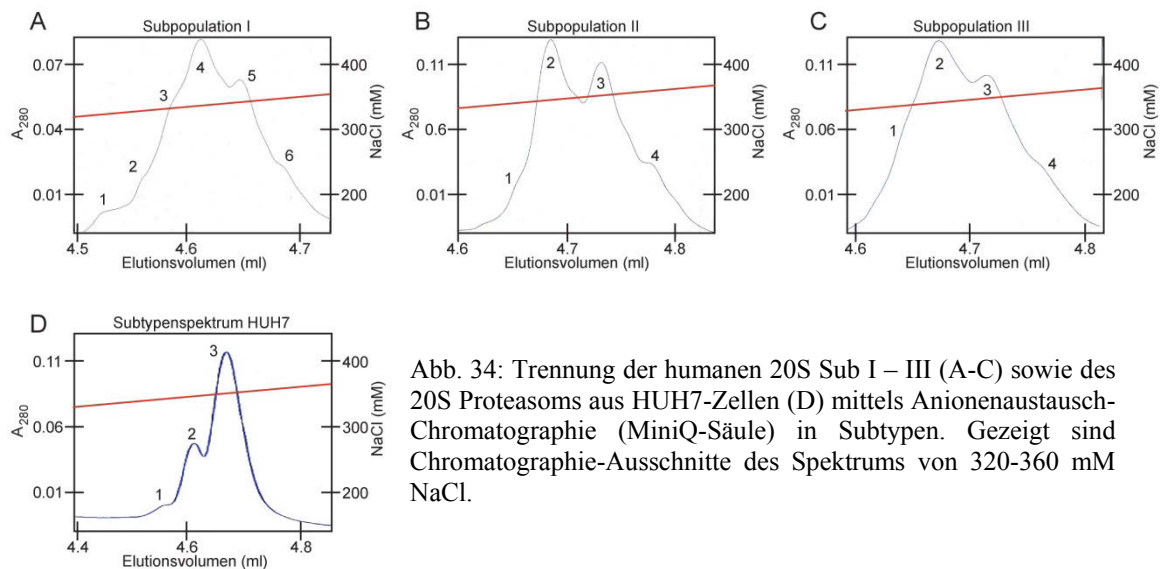 A
Subpopulation I
0.07
0.04
0.01
A280
400
300
200
NaCl (mM)
1
2
3
4
5
6
4.5
4.6
4.7
Elutionsvolumen (ml)
B
Subpopulation II
0.11
0.6
0.01
A280
400
300
200
NaCl (mM)
1
2
3
4
4.6
4.7
4.8
Elutionsvolumen (ml)
C
Subpopulation III
0.11
0.06
0.01
A280
400
300
200
NaCl (mM)
1
2
3
4
4.6
4.7
4.8
Elutionsvolumen (ml)
D
Subtypenspektrum HUH7
0.11
0.06
0.01
A280
400
300
200
NaCl (mM)
1
2
3
4.4
4.6
4.8
Elutionsvolumen (ml)
Abb. 34: Trennung der humanen 20S Sub I – III (A-C) sowie des
20S Proteasoms aus HUH7-Zellen (D) mittels Anionenaustausch-
Chromatographie (MiniQ-Säule) in Subtypen. Gezeigt sind
Chromatographie-Ausschnitte des Spektrums von 320-360 mM
NaCl.